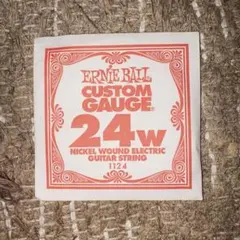 ERNIE BALL
CUSTOM
GAUGE®
24w
NICKEL WOUND ELECTRIC
GUITAR STRING
1124